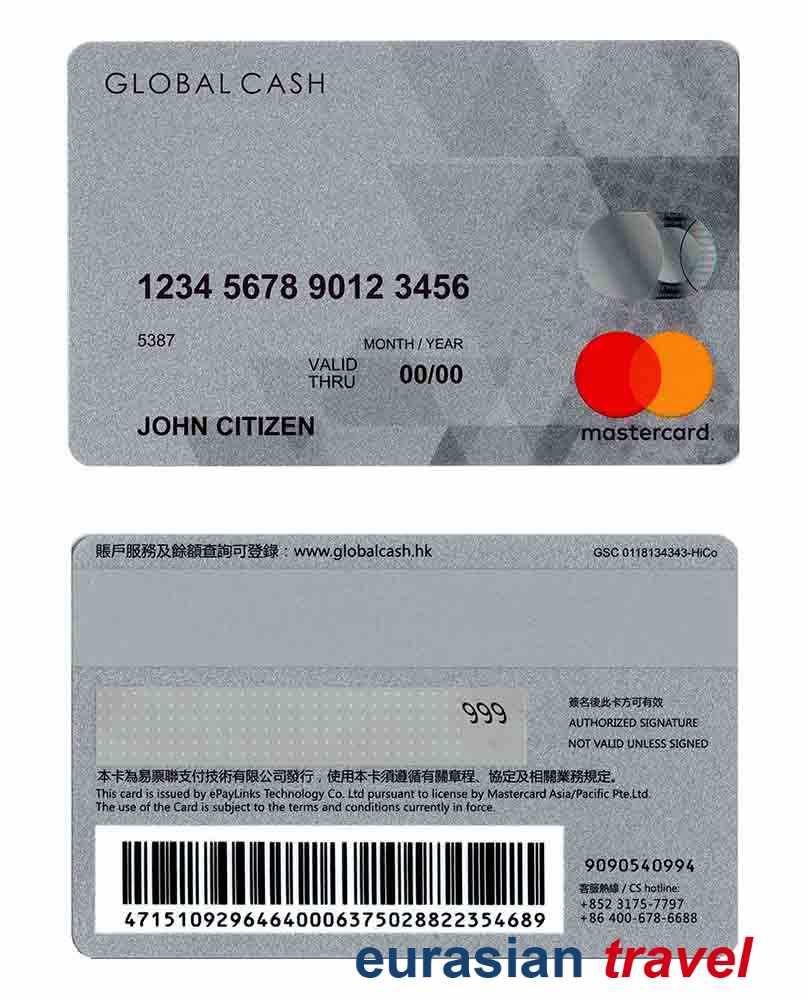 GLOBAL CASH
1234 5678 9012 3456
5387
MONTH / YEAR
VALID
THRU
00/00
JOHN CITIZEN
mastercard.
賬戶服務及餘額查詢可登錄：www.globalcash.hk
GSC 0118134343-HiCo
999
簽名後此卡方可有效
AUTHORIZED SIGNATURE
NOT VALID UNLESS SIGNED
本卡為易票聯支付技術有限公司發行，使用本卡須遵循有關章程、協定及相關業務規定。
This card is issued by ePayLinks Technology Co. Ltd pursuant to license by Mastercard Asia/Pacific Pte.Ltd.
The use of the Card is subject to the terms and conditions currently in force.
47151092964640006375028822354689
9090540994
客服熱線 / CS hotline:
+852 3175-7797
+86 400-678-6688
eurasian travel